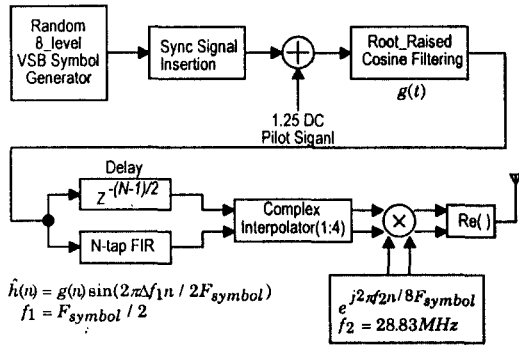 Random
8_level
VSB Symbol
Generator
Sync Signal
Insertion
1.25 DC
Pilot Siganl
Root_Raised
Cosine Filtering
g(t)
Delay
Z^-(N-1)/2
N-tap FIR
Complex
Interpolator(1:4)
Re( )
ĥ(n) = g(n) sin(2πΔf1n / 2Fsymbol)
f1 = Fsymbol / 2
e^j2πf2n/8Fsymbol
f2 = 28.83MHz